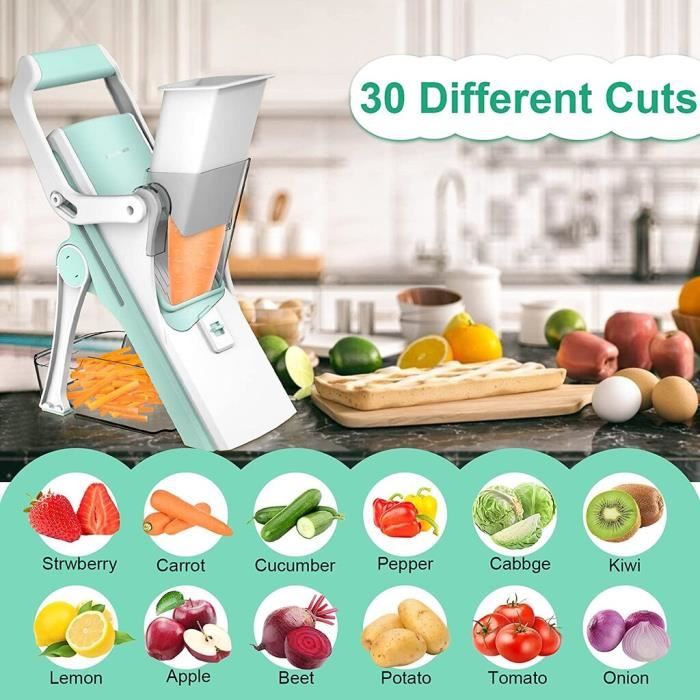 30 Different Cuts
Strwberry Carrot Cucumber Pepper Cabbge Kiwi
Lemon Apple Beet Potato Tomato Onion